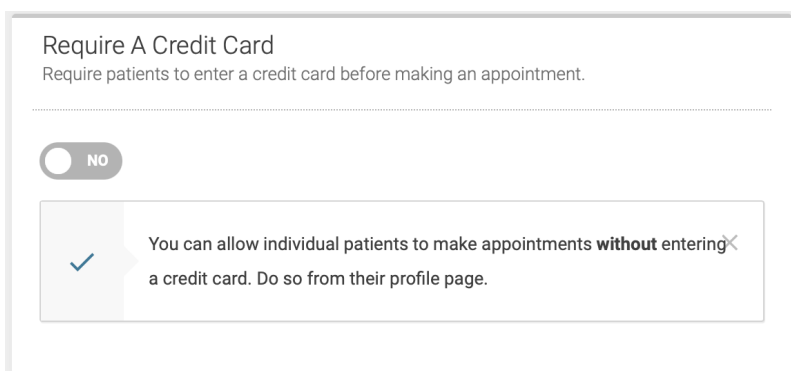 Require A Credit Card
Require patients to enter a credit card before making an appointment.
NO
You can allow individual patients to make appointments without entering
a credit card. Do so from their profile page.